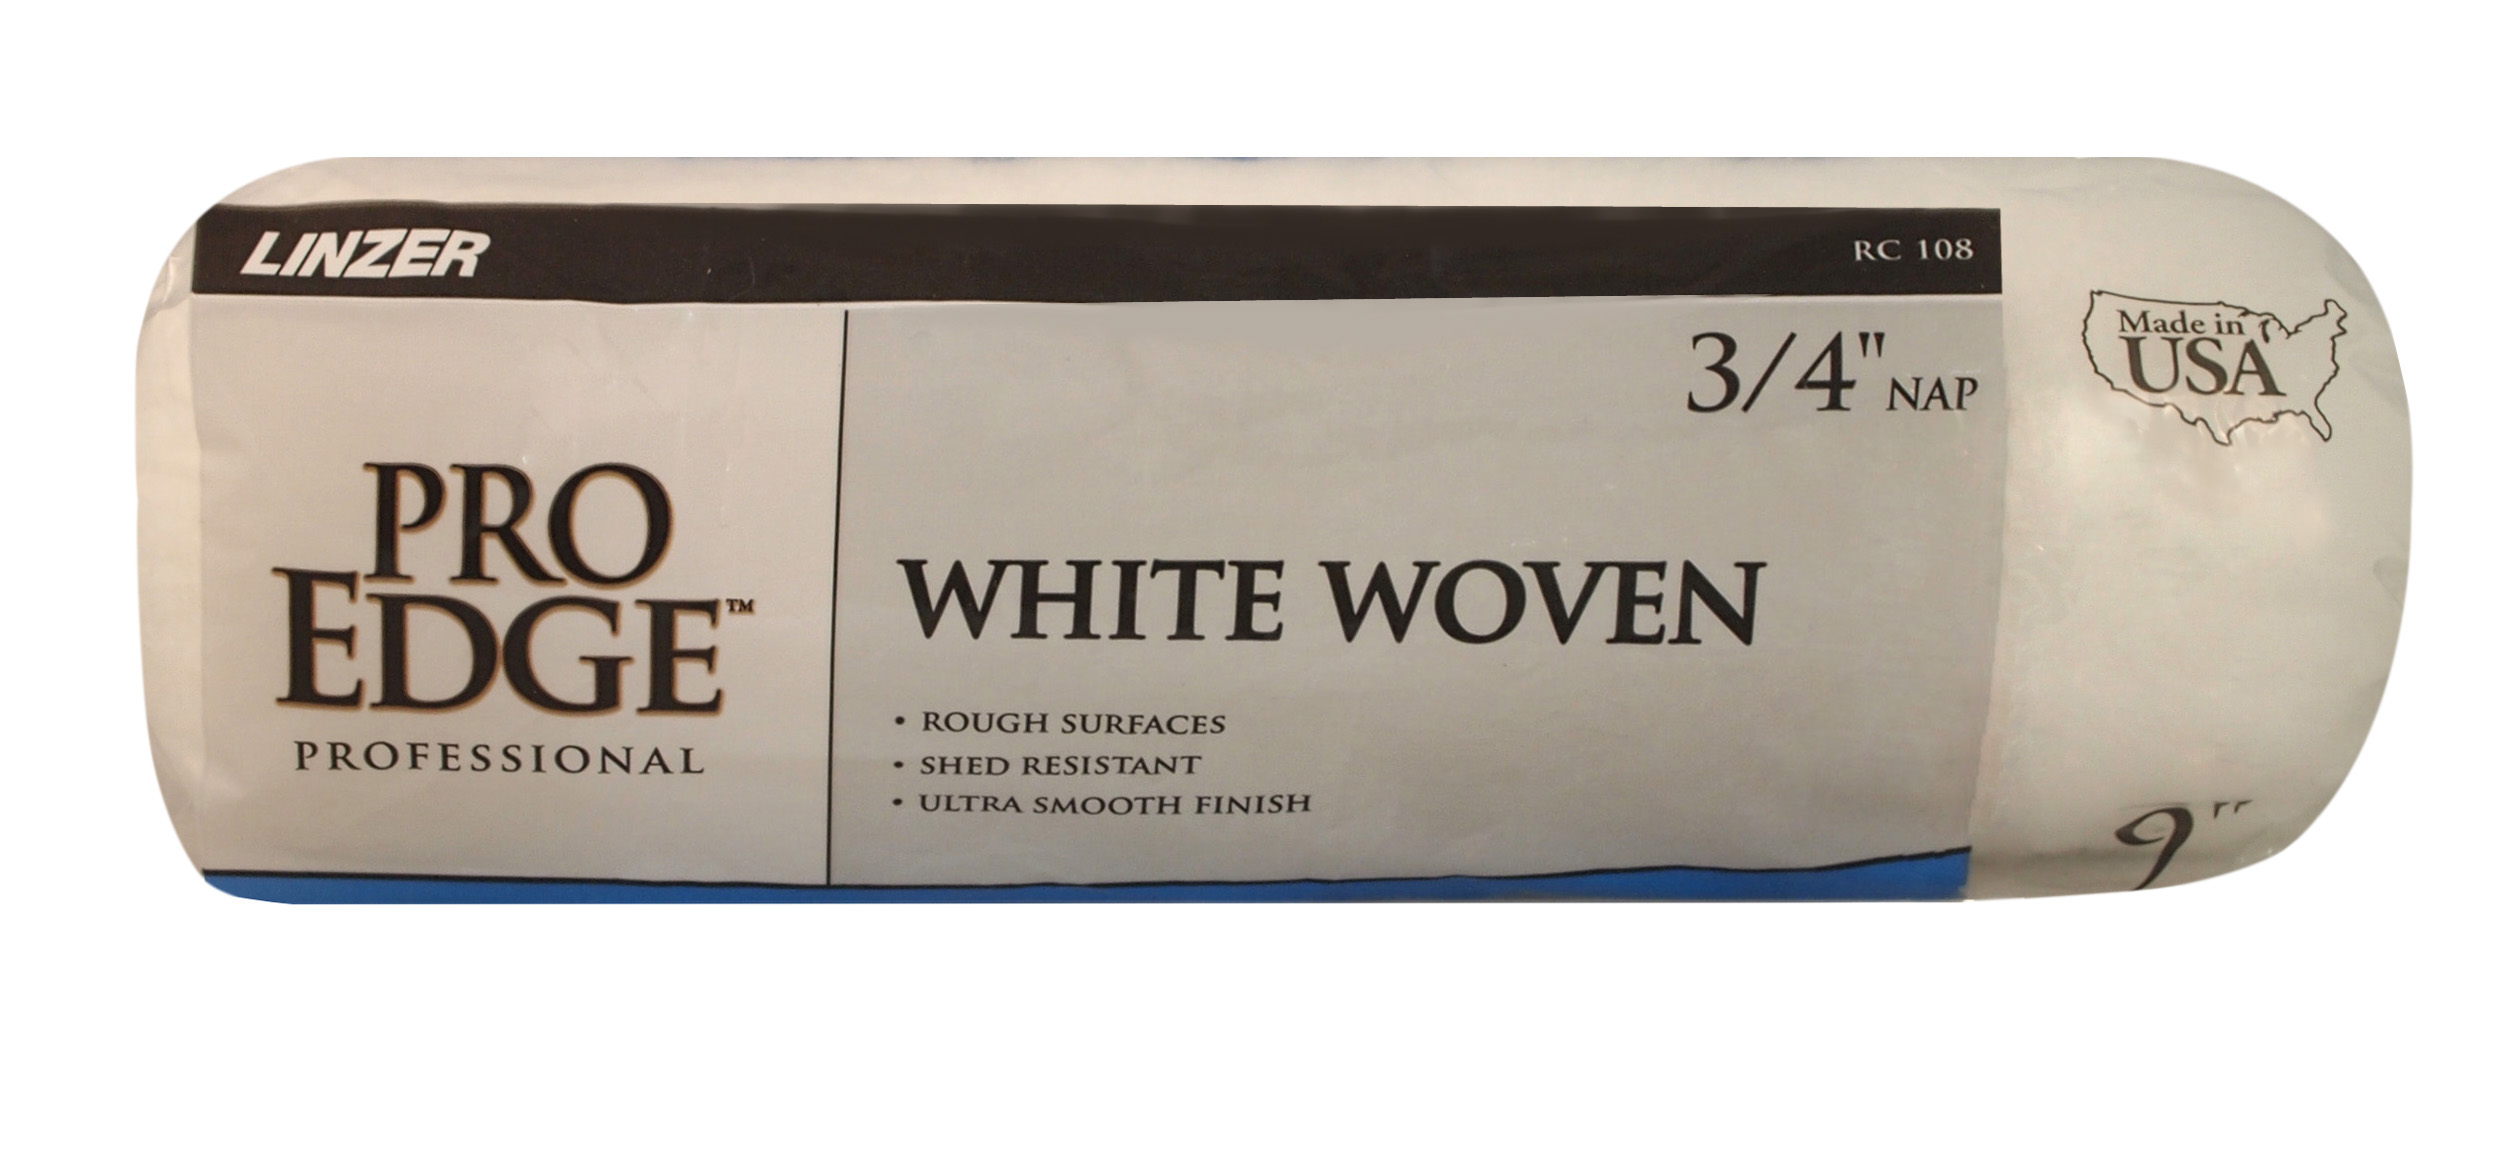 LINZER
RC 108
3/4" NAP
Made in
USA
PRO
EDGE™
PROFESSIONAL
WHITE WOVEN
• ROUGH SURFACES
• SHED RESISTANT
• ULTRA SMOOTH FINISH
9"